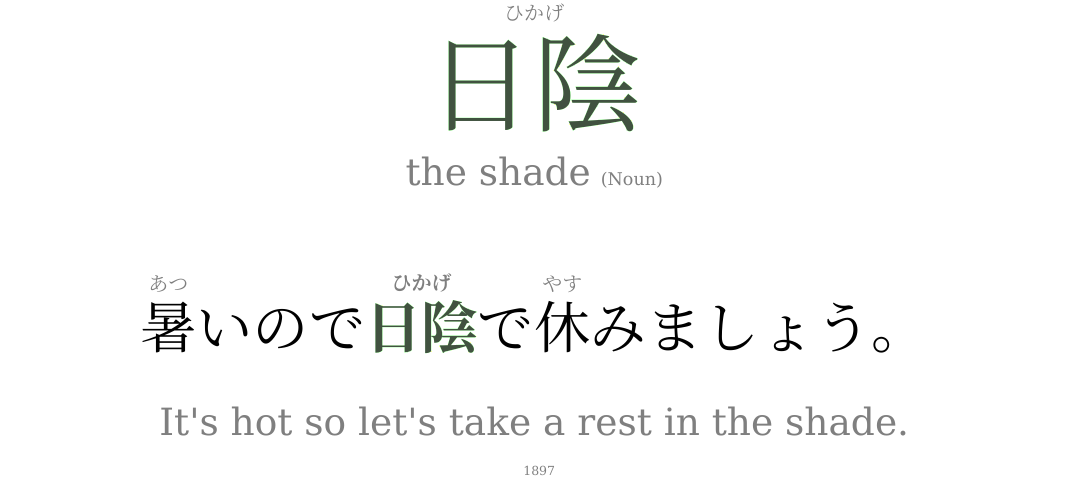 ひかげ
日陰
the shade (Noun)
あつ ひかげ やす
暑いので日陰で休みましょう。
It's hot so let's take a rest in the shade.
1897